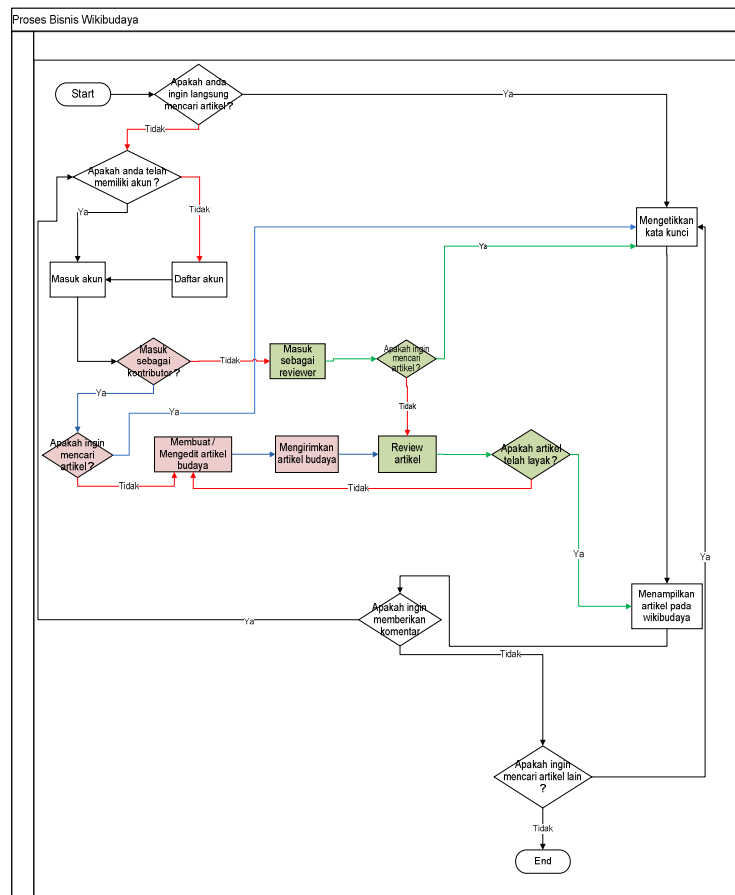 Proses Bisnis Wikibudaya
Start
Apakah anda
ingin langsung
mencari artikel ?
Ya
Tidak
Apakah anda telah
memiliki akun ?
Ya
Tidak
Mengetikkan
kata kunci
Masuk akun
Daftar akun
Ya
Masuk
sebagai
kontributor ?
Tidak
Masuk
sebagai
reviewer
Apakah ingin
mencari
artikel ?
Ya
Ya
Tidak
Apakah ingin
mencari
artikel ?
Membuat /
Mengedit artikel
budaya
Mengirimkan
artikel budaya
Review
artikel
Apakah artikel
telah layak ?
Tidak
Tidak
Ya
Ya
Menampilkan
artikel pada
wikibudaya
Apakah ingin
memberikan
komentar
Ya
Tidak
Apakah ingin
mencari artikel lain
?
Tidak
End